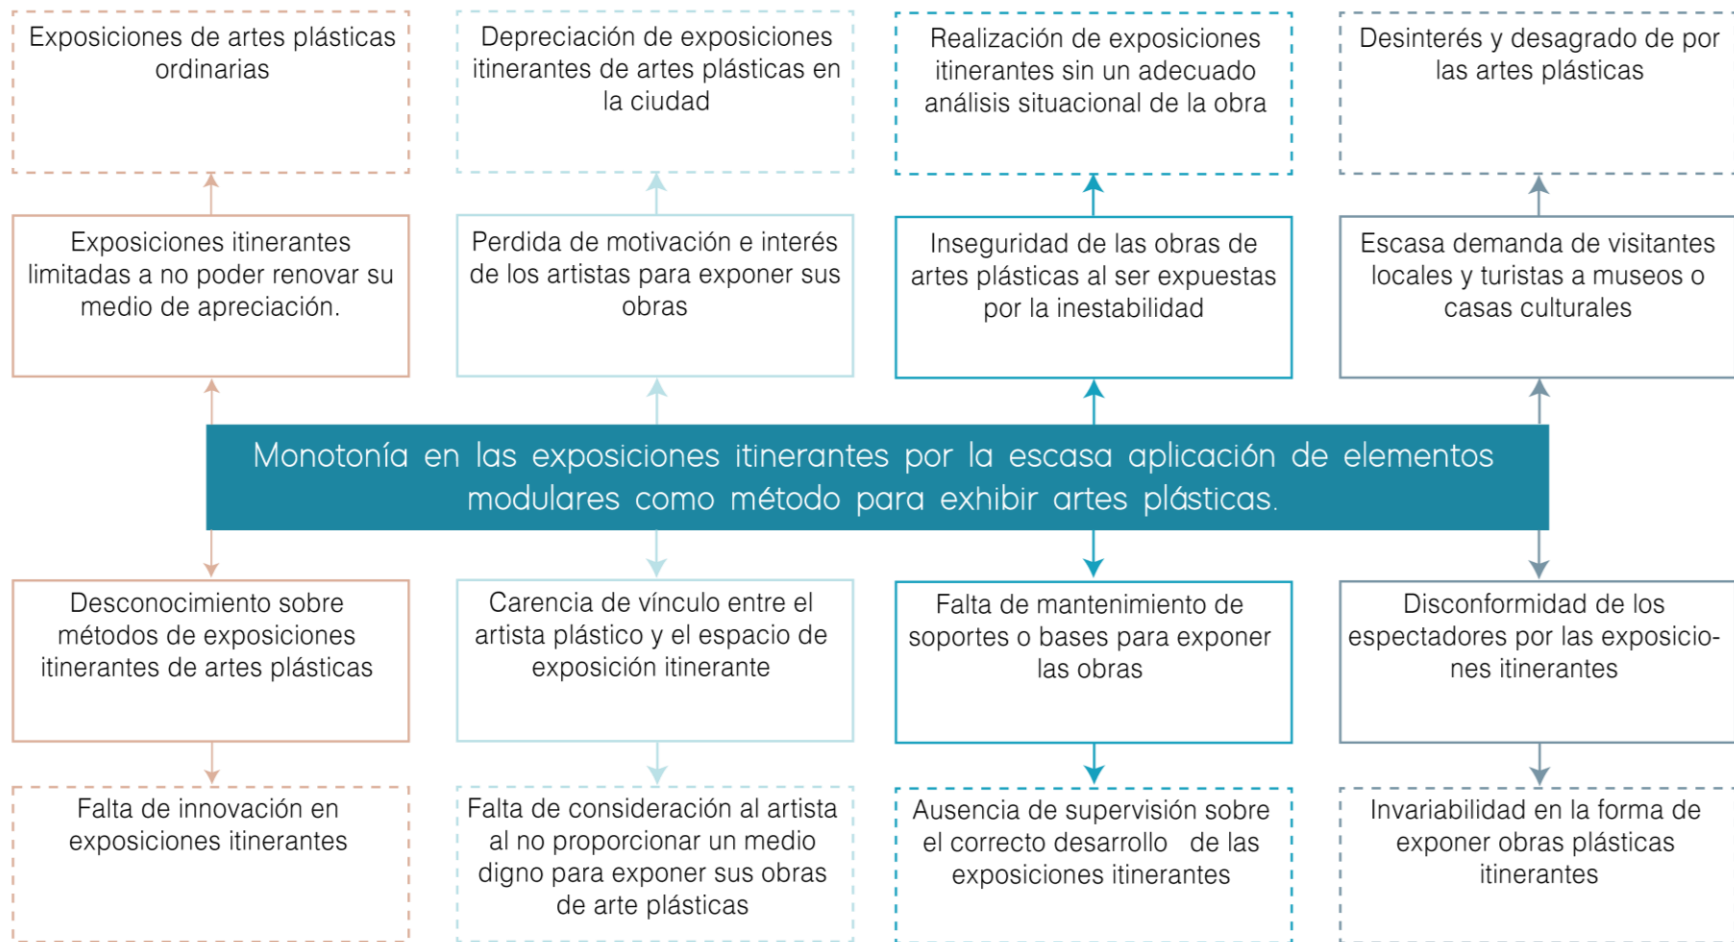 Exposiciones de artes plásticas
ordinarias
Depreciación de exposiciones
itinerantes de artes plásticas en
la ciudad
Realización de exposiciones
itinerantes sin un adecuado
análisis situacional de la obra
Desinterés y desagrado de por
las artes plásticas
Exposiciones itinerantes
limitadas a no poder renovar su
medio de apreciación.
Perdida de motivación e interés
de los artistas para exponer sus
obras
Inseguridad de las obras de
artes plásticas al ser expuestas
por la inestabilidad
Escasa demanda de visitantes
locales y turistas a museos o
casas culturales
Monotonía en las exposiciones itinerantes por la escasa aplicación de elementos
modulares como método para exhibir artes plásticas.
Desconocimiento sobre
métodos de exposiciones
itinerantes de artes plásticas
Carencia de vínculo entre el
artista plástico y el espacio de
exposición itinerante
Falta de mantenimiento de
soportes o bases para exponer
las obras
Disconformidad de los
espectadores por las exposicio-
nes itinerantes
Falta de innovación en
exposiciones itinerantes
Falta de consideración al artista
al no proporcionar un medio
digno para exponer sus obras
de arte plásticas
Ausencia de supervisión sobre
el correcto desarrollo de las
exposiciones itinerantes
Invariabilidad en la forma de
exponer obras plásticas
itinerantes